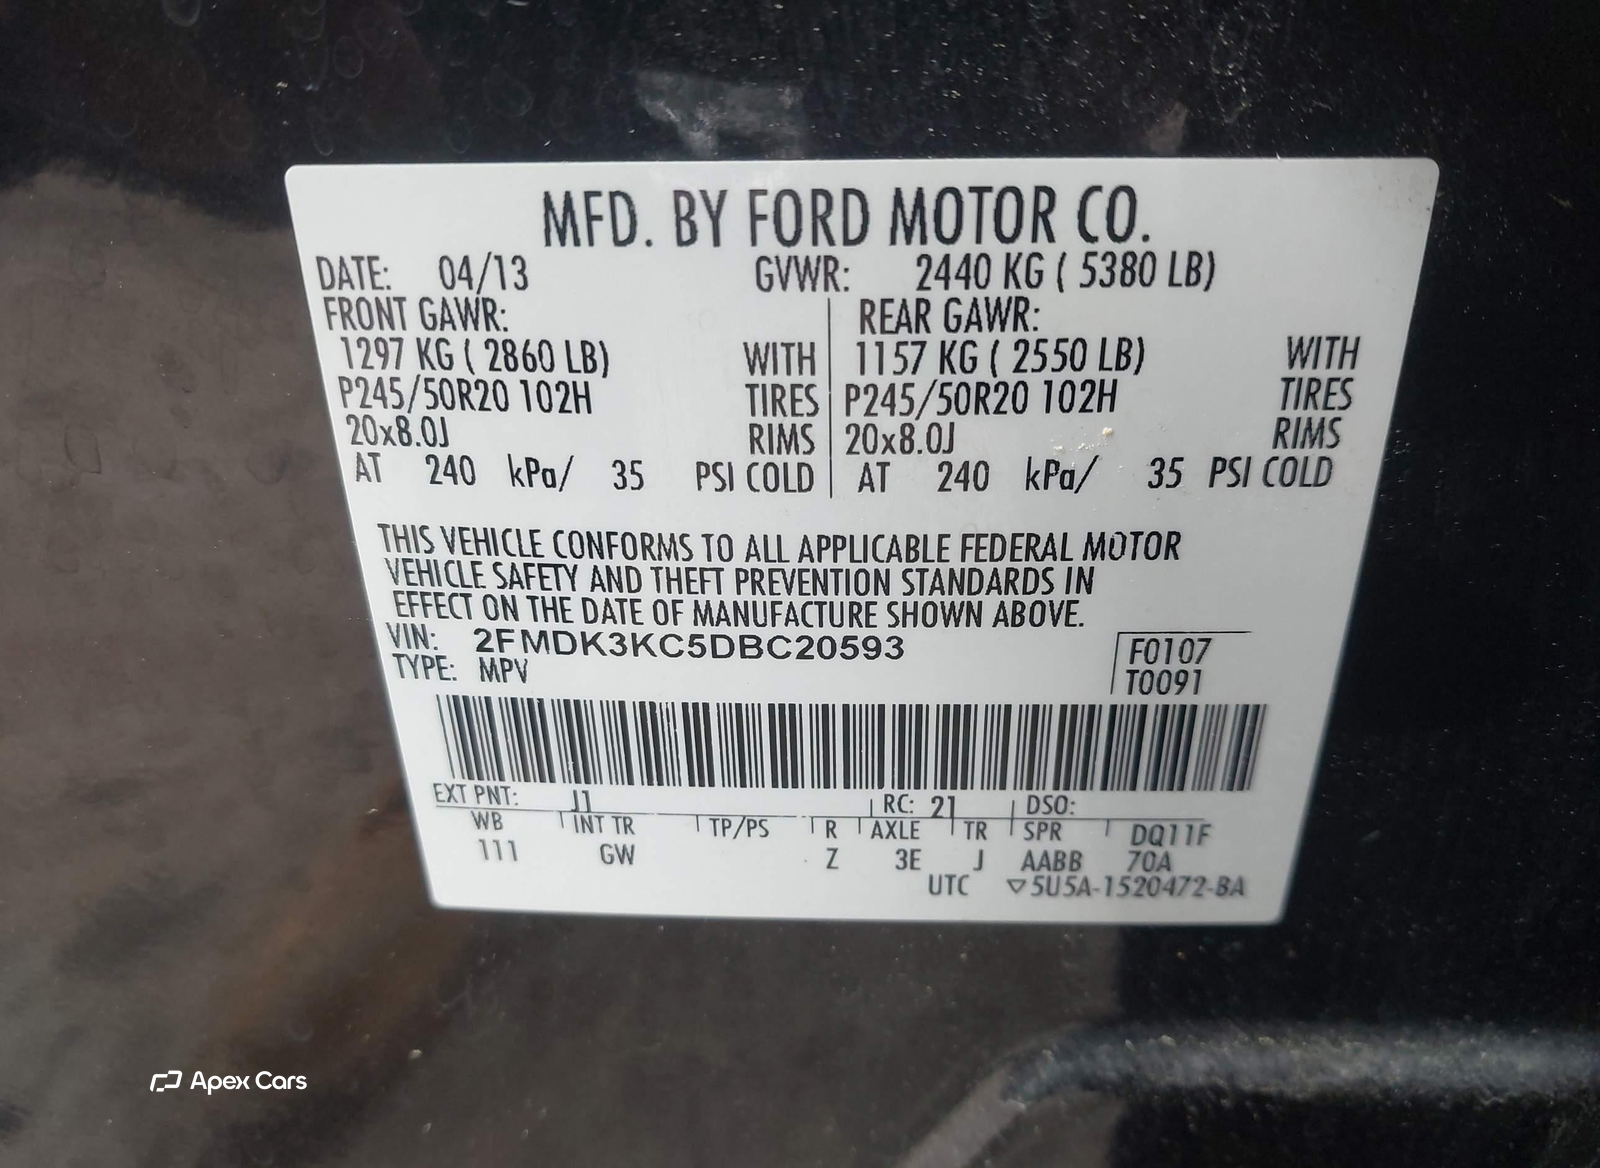 MFD. BY FORD MOTOR CO.
DATE: 04/13 GVWR: 2440 KG ( 5380 LB)
FRONT GAWR: REAR GAWR:
1297 KG ( 2860 LB) WITH 1157 KG ( 2550 LB) WITH
P245/50R20 102H TIRES P245/50R20 102H TIRES
20x8.0J RIMS 20x8.0J RIMS
AT 240 kPa/ 35 PSI COLD AT 240 kPa/ 35 PSI COLD
THIS VEHICLE CONFORMS TO ALL APPLICABLE FEDERAL MOTOR
VEHICLE SAFETY AND THEFT PREVENTION STANDARDS IN
EFFECT ON THE DATE OF MANUFACTURE SHOWN ABOVE.
VIN: 2FMDK3KC5DBC20593 F0107
TYPE: MPV T0091
EXT PNT: J1 RC: 21 DSO:
WB INT TR TP/PS R AXLE TR SPR DQ11F
111 GW Z 3E J AABB 70A
UTC ▽5U5A-1520472-BA
Apex Cars